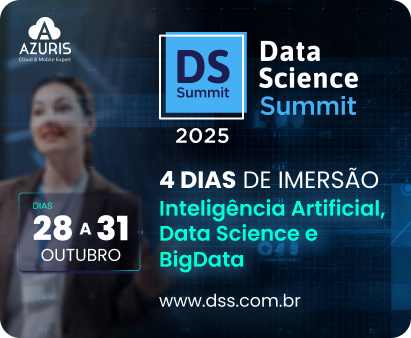 AZURIS
Cloud & Mobile Expert
DS
Summit
Data
Science
Summit
2025
4 DIAS DE IMERSÃO
Inteligência Artificial,
Data Science e
BigData
DIAS
28 A 31
OUTUBRO
www.dss.com.br